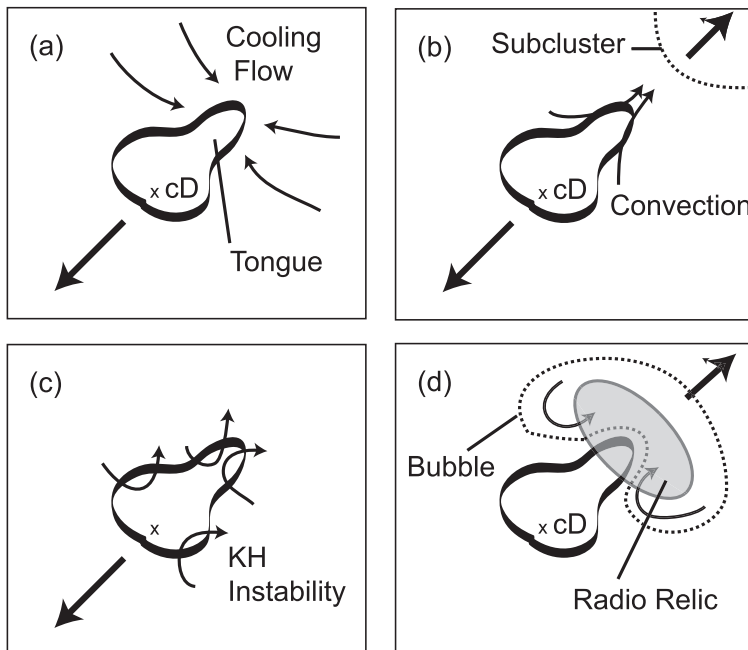 (a)
Cooling
Flow
x cD
Tongue
(b)
Subcluster
x cD
Convection
(c)
x
KH
Instability
(d)
Bubble
x cD
Radio Relic